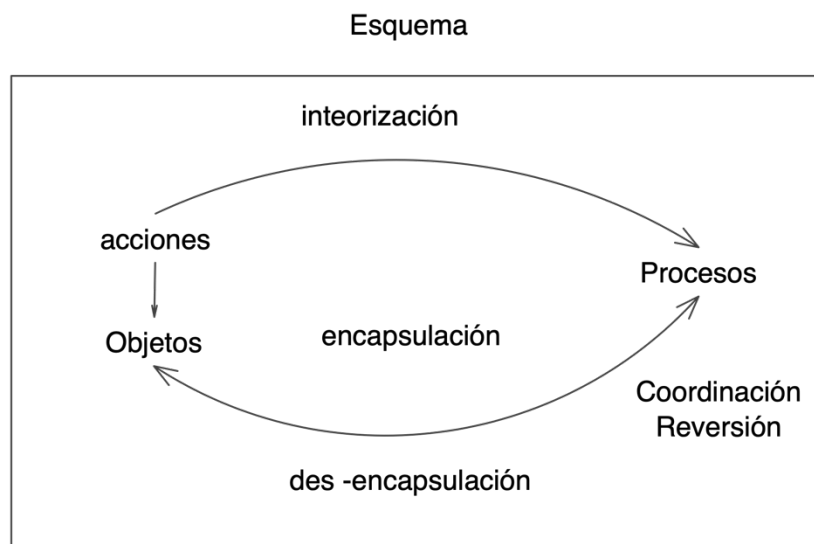 Esquema
inteorización
acciones
Procesos
Objetos
encapsulación
Coordinación
Reversión
des -encapsulación